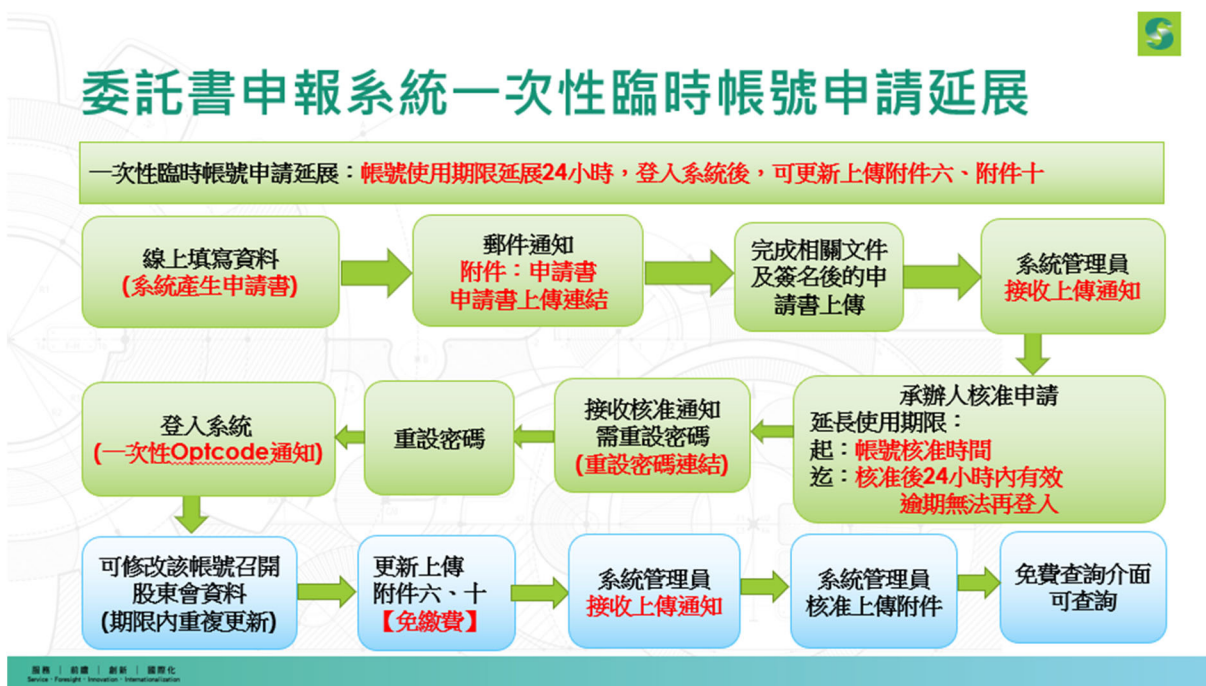 委託書申報系統一次性臨時帳號申請延展
一次性臨時帳號申請延展：帳號使用期限延展24小時，登入系統後，可更新上傳附件六、附件十
線上填寫資料
(系統產生申請書)
郵件通知
附件：申請書
申請書上傳連結
完成相關文件
及簽名後的申
請書上傳
系統管理員
接收上傳通知
承辦人核准申請
延長使用期限：
起：帳號核准時間
迄：核准後24小時內有效
逾期無法再登入
接收核准通知
需重設密碼
(重設密碼連結)
重設密碼
登入系統
(一次性Optcode通知)
可修改該帳號召開
股東會資料
(期限內重複更新)
更新上傳
附件六、十
【免繳費】
系統管理員
接收上傳通知
系統管理員
核准上傳附件
免費查詢介面
可查詢
服務 | 前瞻 | 創新 | 國際化
Service · Foresight · Innovation · Internationalization